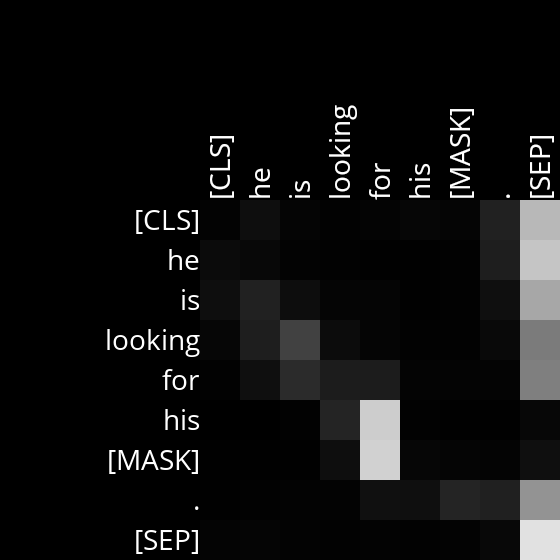 [CLS] he is looking for his [MASK] . [SEP]
[CLS]
he
is
looking
for
his
[MASK]
.
[SEP]